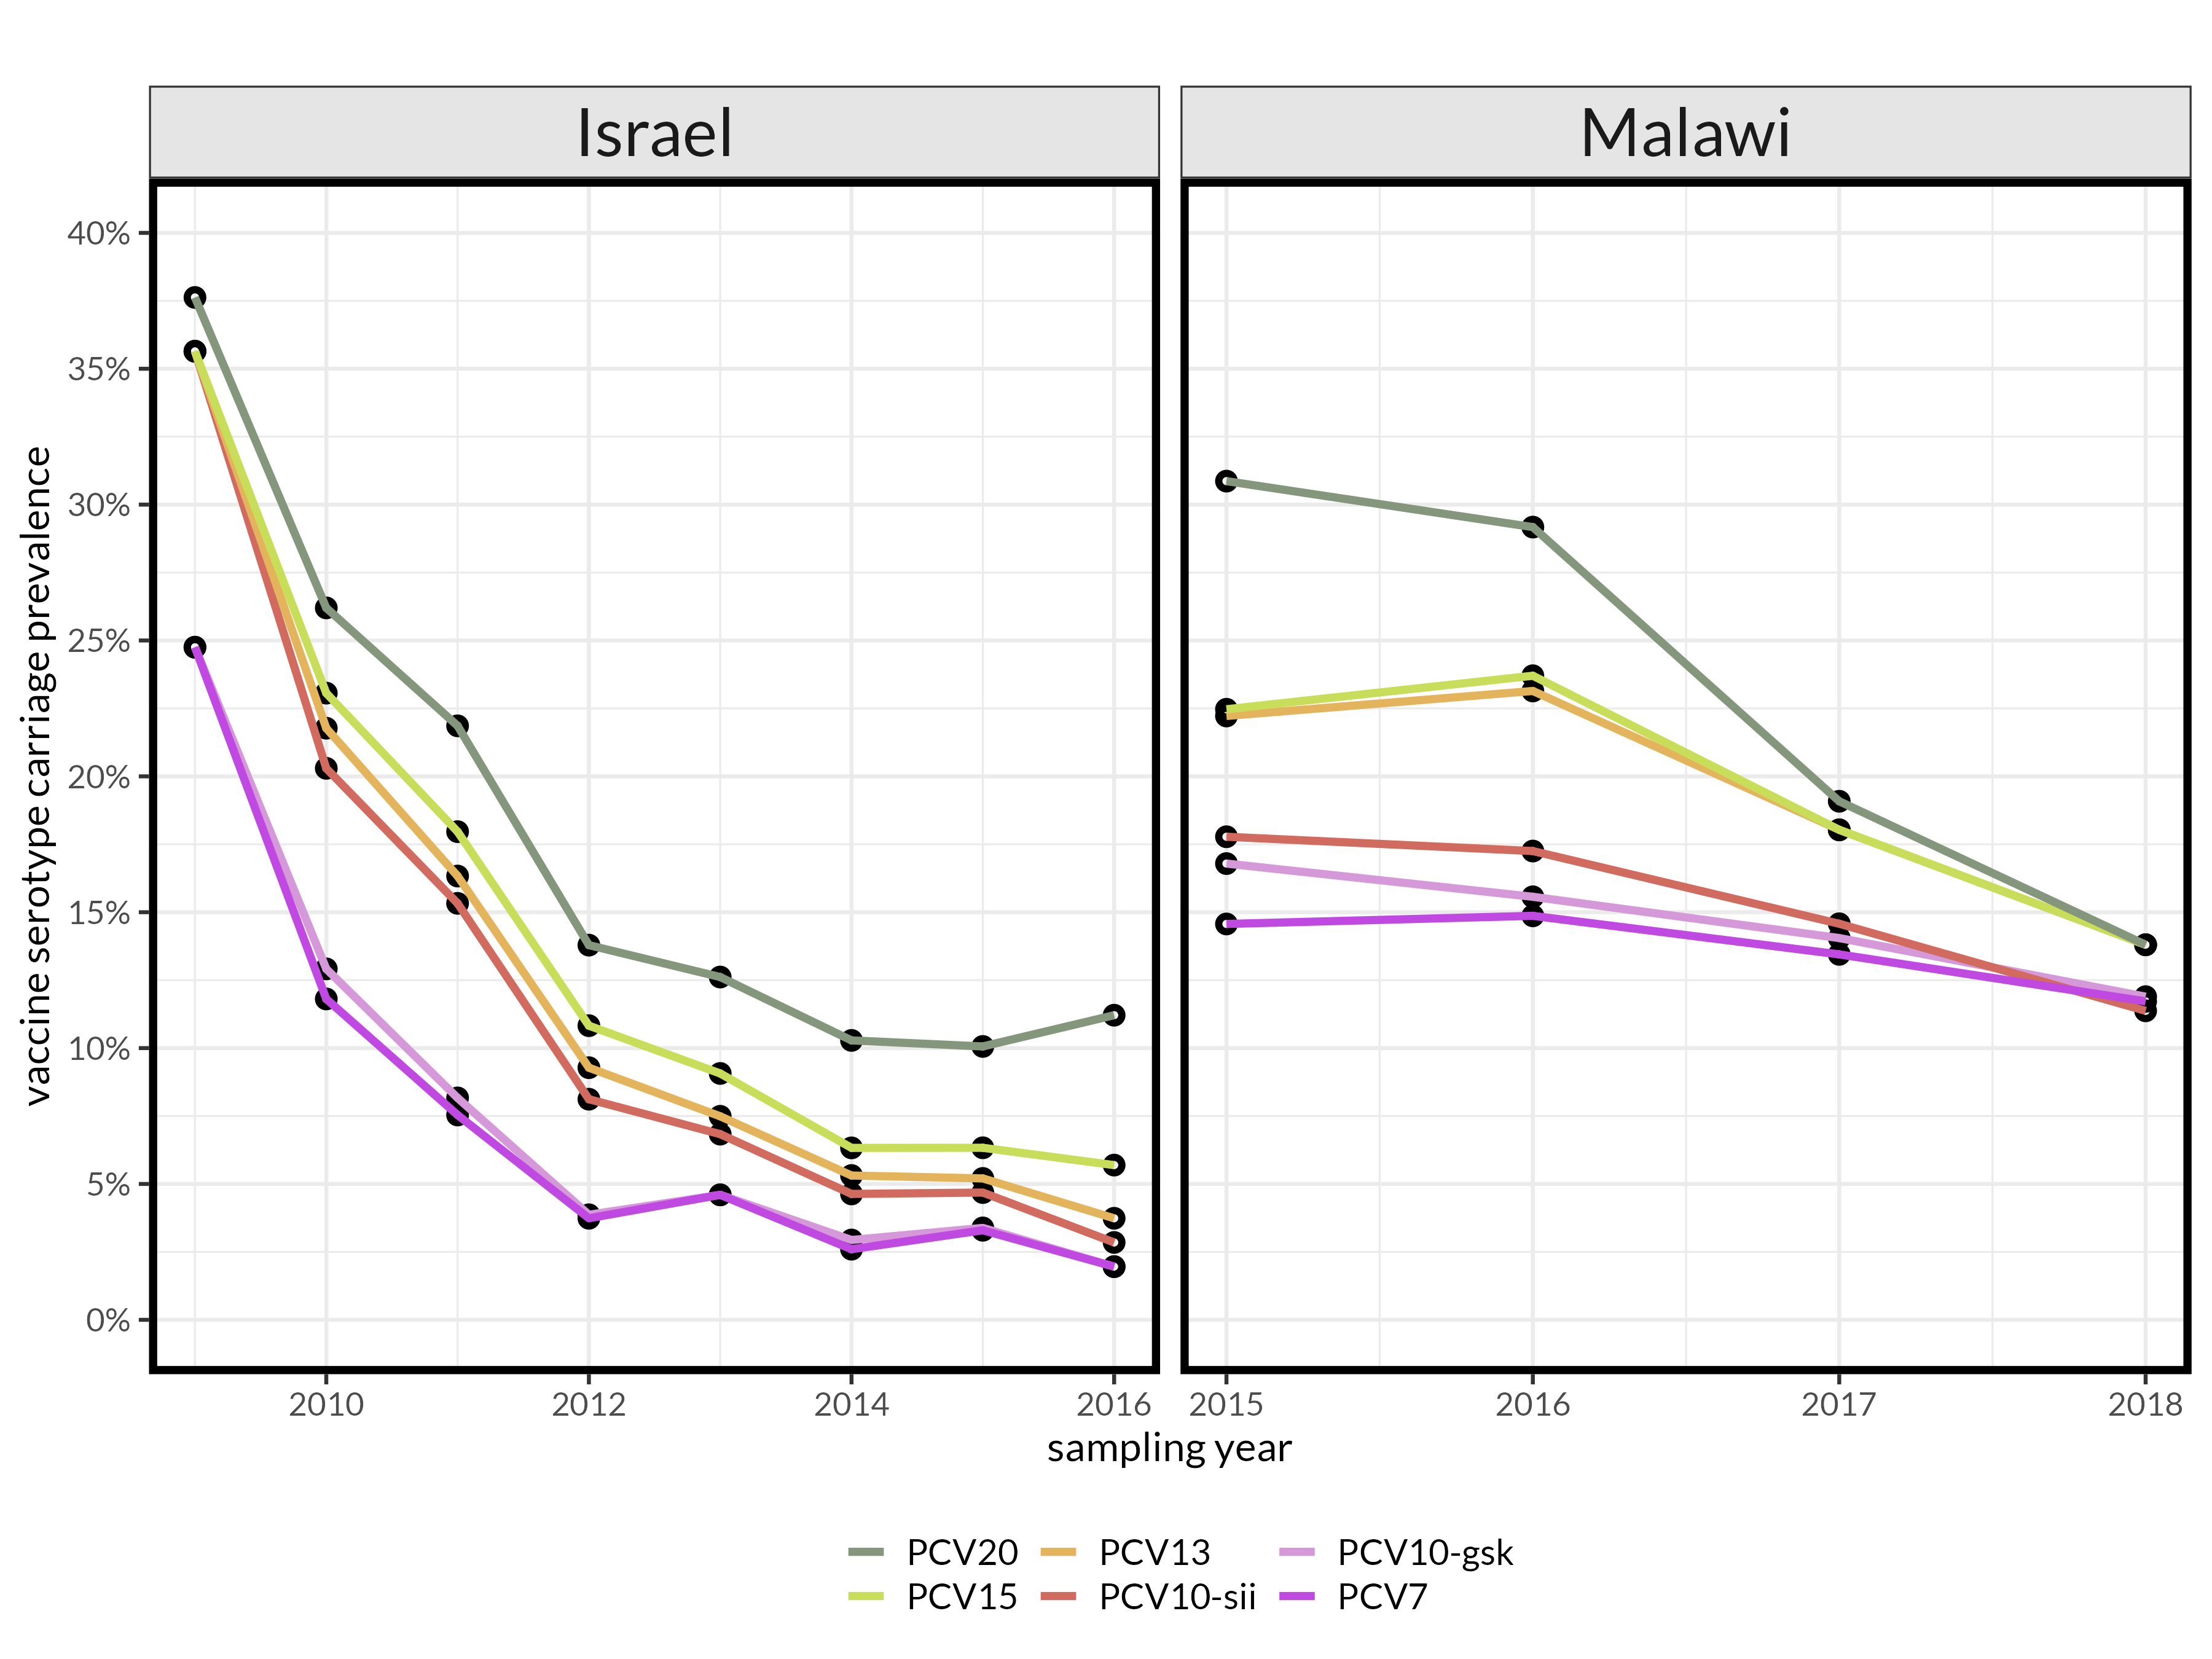 Israel
Malawi
vaccine serotype carriage prevalence
40%
35%
30%
25%
20%
15%
10%
5%
0%
2010 2012 2014 2016
2015 2016 2017 2018
sampling year
PCV20 PCV13 PCV10-gsk
PCV15 PCV10-sii PCV7